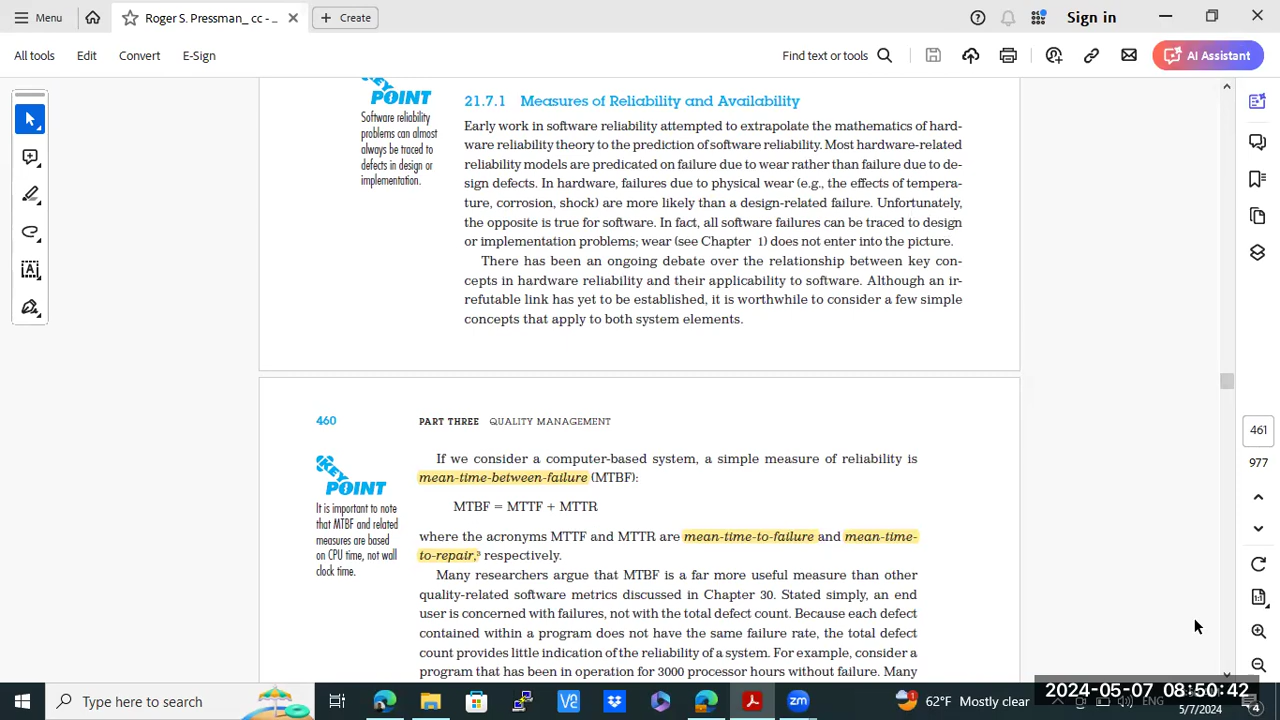 Menu
Roger S. Pressman_ cc - ...
Create
Sign in
All tools
Edit
Convert
E-Sign
Find text or tools
AI Assistant
KEY POINT
Software reliability
problems can almost
always be traced to
defects in design or
implementation.
21.7.1 Measures of Reliability and Availability
Early work in software reliability attempted to extrapolate the mathematics of hard-
ware reliability theory to the prediction of software reliability. Most hardware-related
reliability models are predicated on failure due to wear rather than failure due to de-
sign defects. In hardware, failures due to physical wear (e.g., the effects of tempera-
ture, corrosion, shock) are more likely than a design-related failure. Unfortunately,
the opposite is true for software. In fact, all software failures can be traced to design
or implementation problems; wear (see Chapter 1) does not enter into the picture.
There has been an ongoing debate over the relationship between key con-
cepts in hardware reliability and their applicability to software. Although an ir-
refutable link has yet to be established, it is worthwhile to consider a few simple
concepts that apply to both system elements.
460
PART THREE QUALITY MANAGEMENT
KEY POINT
It is important to note
that MTBF and related
measures are based
on CPU time, not wall
clock time.
If we consider a computer-based system, a simple measure of reliability is
mean-time-between-failure (MTBF):
MTBF = MTTF + MTTR
where the acronyms MTTF and MTTR are mean-time-to-failure and mean-time-
to-repair,³ respectively.
Many researchers argue that MTBF is a far more useful measure than other
quality-related software metrics discussed in Chapter 30. Stated simply, an end
user is concerned with failures, not with the total defect count. Because each defect
contained within a program does not have the same failure rate, the total defect
count provides little indication of the reliability of a system. For example, consider a
program that has been in operation for 3000 processor hours without failure. Many
461
977
Type here to search
62°F Mostly clear
ENG
2024-05-07 08:50:42
5/7/2024
4